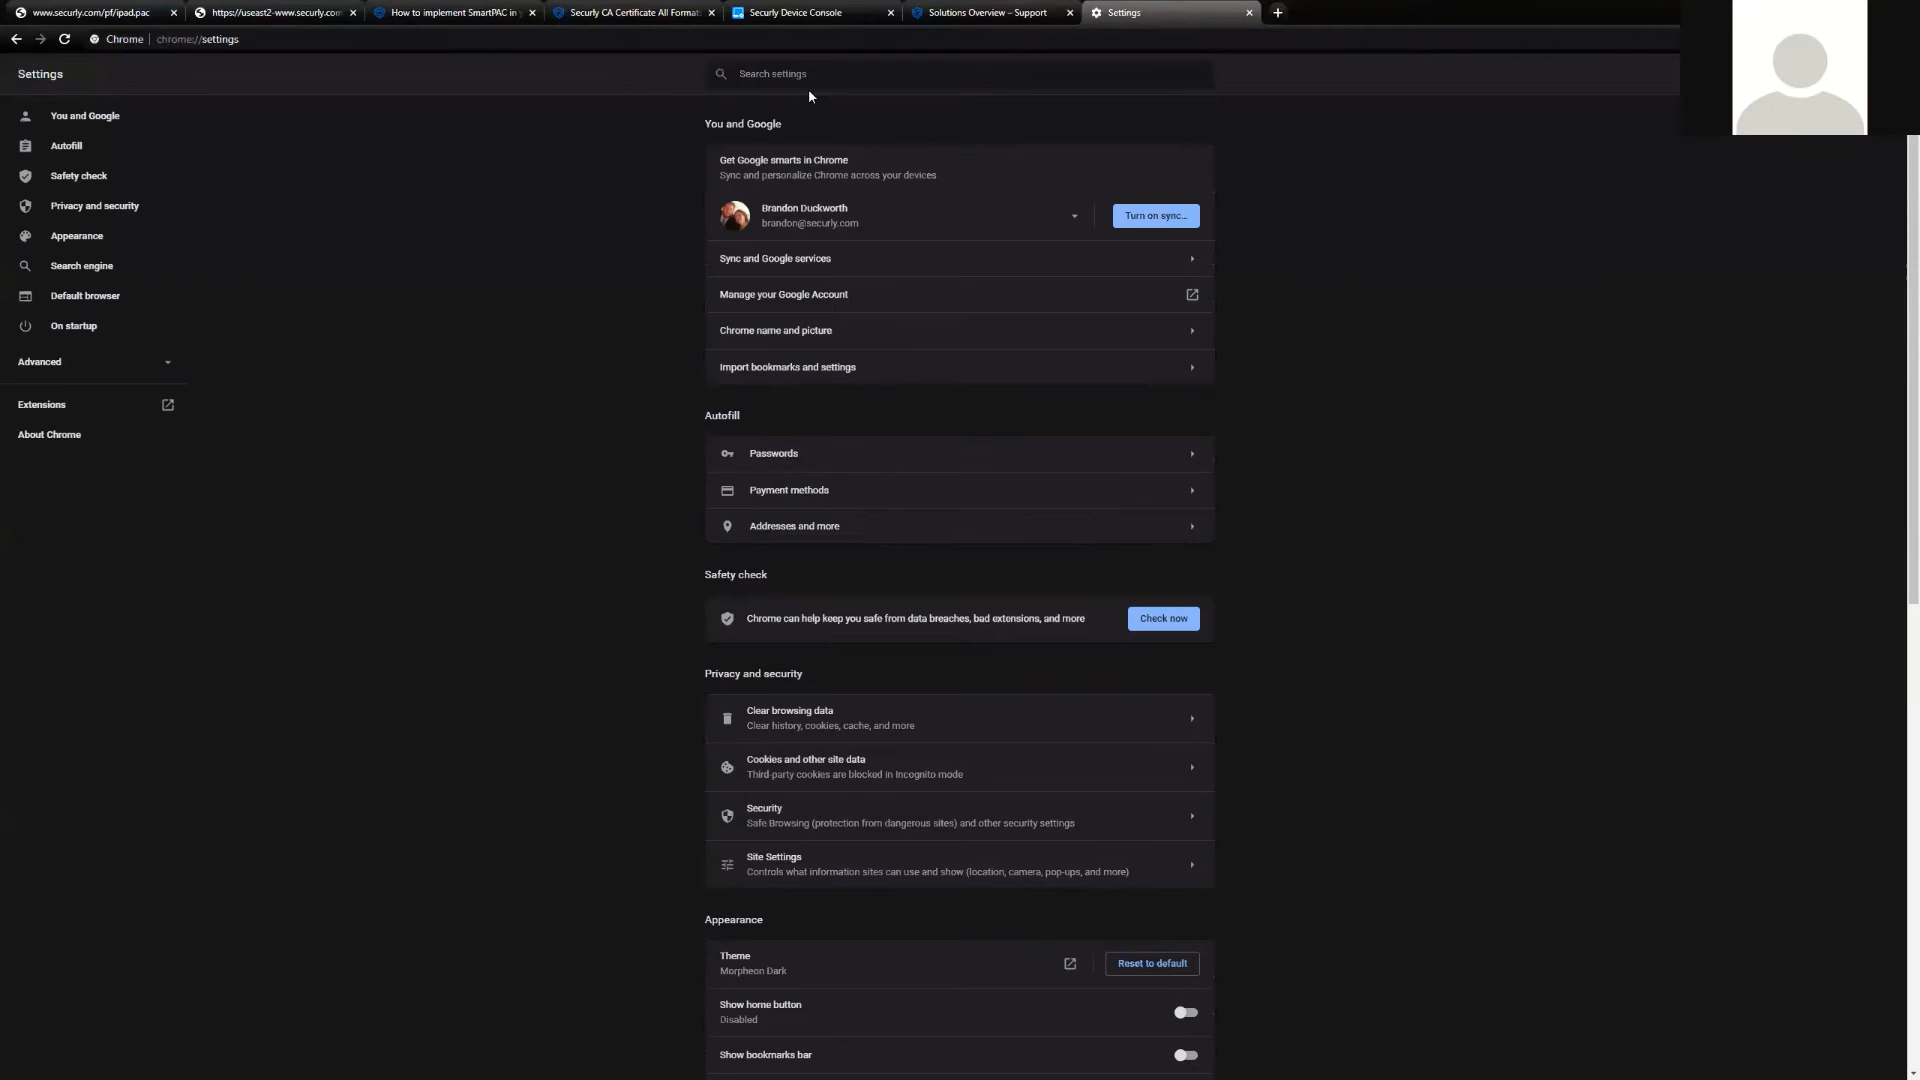 www.securly.com/pf/ipad.pac
https://useast2-www.securly.com
How to implement SmartPAC in
Securly CA Certificate All Formats
Securly Device Console
Solutions Overview – Support
Settings
Chrome
chrome://settings
Settings
Search settings
You and Google
Autofill
Safety check
Privacy and security
Appearance
Search engine
Default browser
On startup
Advanced
Extensions
About Chrome
You and Google
Get Google smarts in Chrome
Sync and personalize Chrome across your devices
Brandon Duckworth
brandon@securly.com
Turn on sync...
Sync and Google services
Manage your Google Account
Chrome name and picture
Import bookmarks and settings
Autofill
Passwords
Payment methods
Addresses and more
Safety check
Chrome can help keep you safe from data breaches, bad extensions, and more
Check now
Privacy and security
Clear browsing data
Clear history, cookies, cache, and more
Cookies and other site data
Third-party cookies are blocked in Incognito mode
Security
Safe Browsing (protection from dangerous sites) and other security settings
Site Settings
Controls what information sites can use and show (location, camera, pop-ups, and more)
Appearance
Theme
Morpheon Dark
Reset to default
Show home button
Disabled
Show bookmarks bar